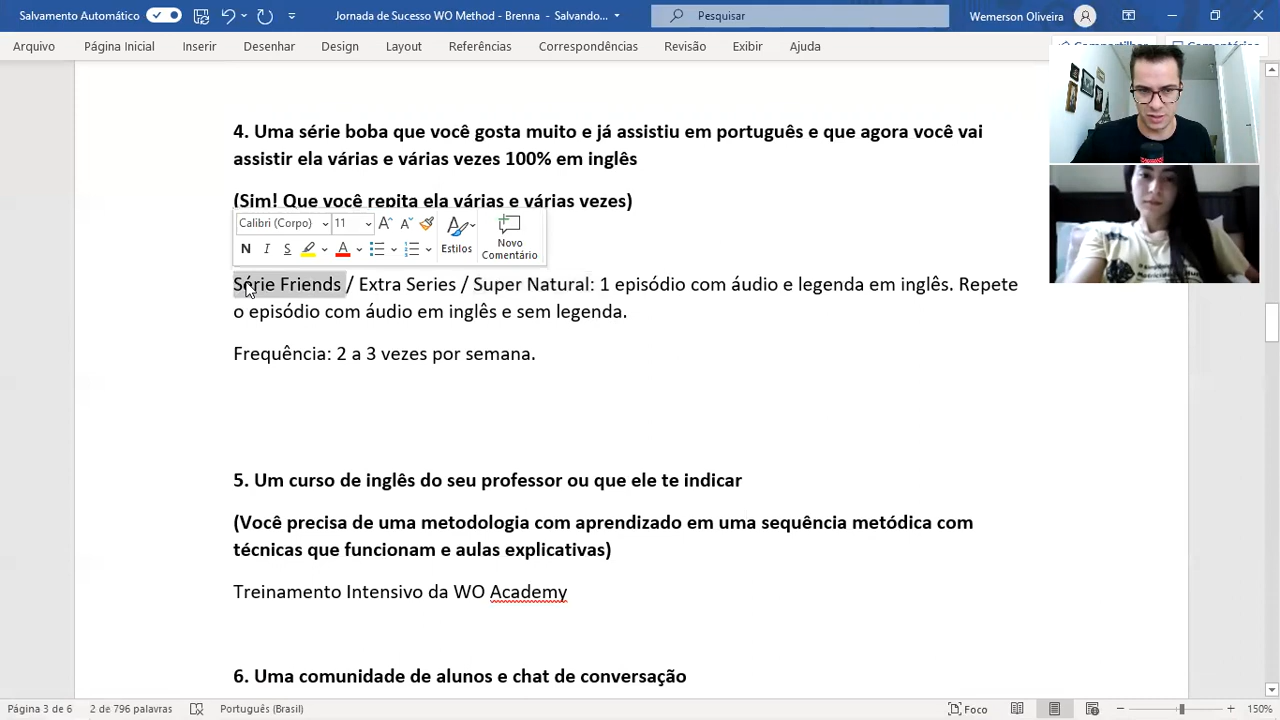 Salvamento Automático
Jornada de Sucesso WO Method - Brenna - Salvando...
Pesquisar
Wemerson Oliveira
Arquivo Página Inicial Inserir Desenhar Design Layout Referências Correspondências Revisão Exibir Ajuda
4. Uma série boba que você gosta muito e já assistiu em português e que agora você vai
assistir ela várias e várias vezes 100% em inglês
(Sim! Que você repita ela várias e várias vezes)
Calibri (Corpo) 11
N I S A Estilos Novo
Comentário
Série Friends / Extra Series / Super Natural: 1 episódio com áudio e legenda em inglês. Repete
o episódio com áudio em inglês e sem legenda.
Frequência: 2 a 3 vezes por semana.
5. Um curso de inglês do seu professor ou que ele te indicar
(Você precisa de uma metodologia com aprendizado em uma sequência metódica com
técnicas que funcionam e aulas explicativas)
Treinamento Intensivo da WO Academy
6. Uma comunidade de alunos e chat de conversação
Página 3 de 6 2 de 796 palavras Português (Brasil) Foco 150%